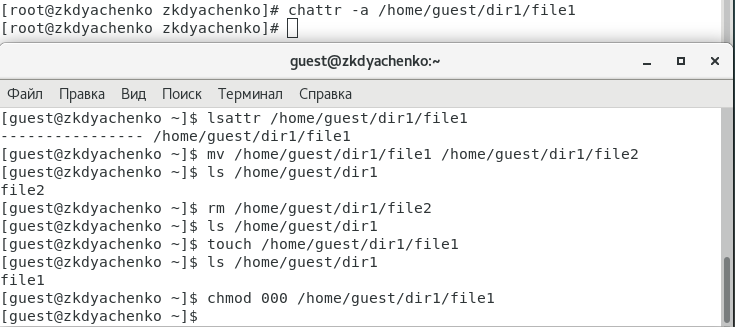 [root@zkdyachenko zkdyachenko]# chattr -a /home/guest/dir1/file1
[root@zkdyachenko zkdyachenko]#
guest@zkdyachenko:~
Файл Правка Вид Поиск Терминал Справка
[guest@zkdyachenko ~]$ lsattr /home/guest/dir1/file1
---------------- /home/guest/dir1/file1
[guest@zkdyachenko ~]$ mv /home/guest/dir1/file1 /home/guest/dir1/file2
[guest@zkdyachenko ~]$ ls /home/guest/dir1
file2
[guest@zkdyachenko ~]$ rm /home/guest/dir1/file2
[guest@zkdyachenko ~]$ ls /home/guest/dir1
[guest@zkdyachenko ~]$ touch /home/guest/dir1/file1
[guest@zkdyachenko ~]$ ls /home/guest/dir1
file1
[guest@zkdyachenko ~]$ chmod 000 /home/guest/dir1/file1
[guest@zkdyachenko ~]$